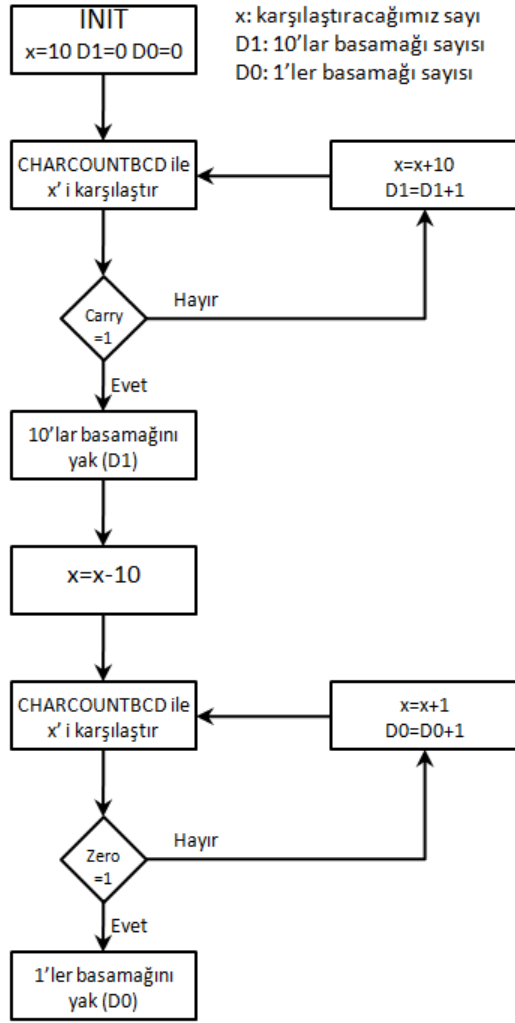 INIT
x=10 D1=0 D0=0
x: karşılaştıracağımız sayı
D1: 10'lar basamağı sayısı
D0: 1'ler basamağı sayısı
CHARCOUNTBCD ile
x' i karşılaştır
x=x+10
D1=D1+1
Carry
=1
Hayır
Evet
10'lar basamağını
yak (D1)
x=x-10
CHARCOUNTBCD ile
x' i karşılaştır
x=x+1
D0=D0+1
Zero
=1
Hayır
Evet
1'ler basamağını
yak (D0)